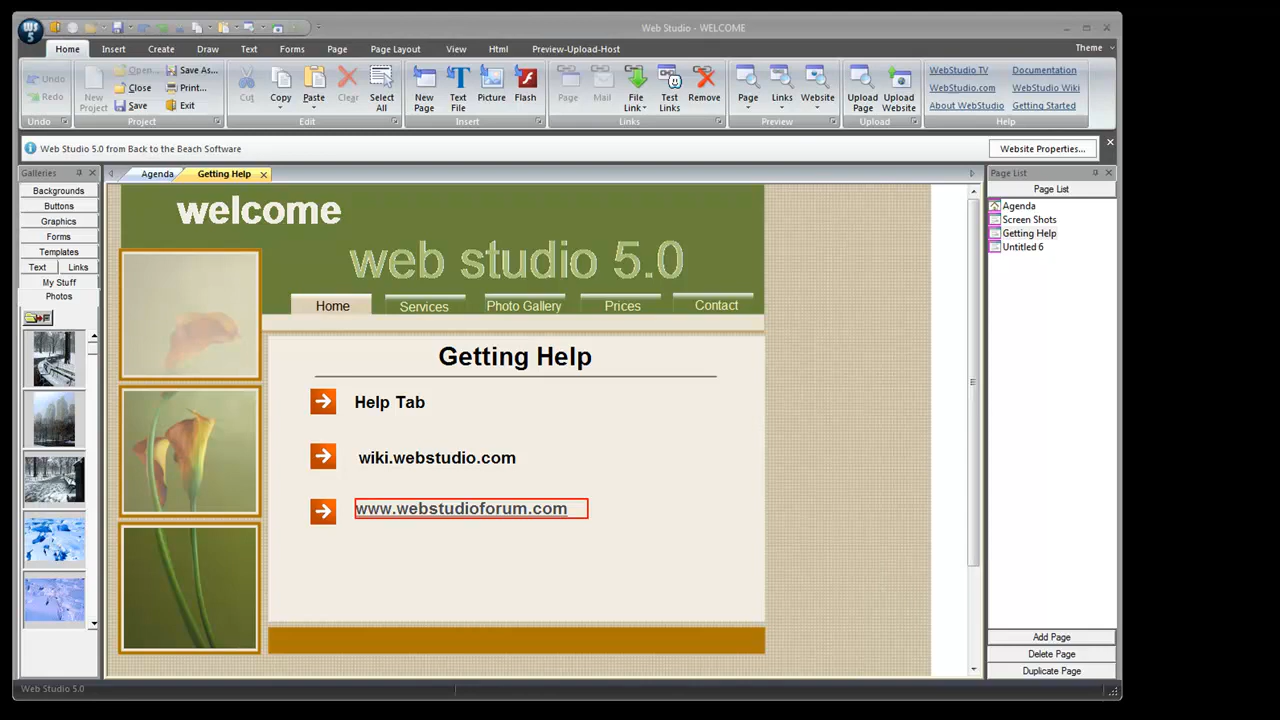 Web Studio - WELCOME
Home Insert Create Draw Text Forms Page Page Layout View Html Preview-Upload-Host Theme
Undo
Redo
Undo
New Project
Open...
Close
Save
Save As...
Print...
Exit
Project
Cut
Copy
Paste
Clear
Select All
Edit
New Page
Text File
Picture
Flash
Insert
Page
Mail
File Link
Test Links
Remove
Links
Page
Links
Website
Preview
Upload Page
Upload Website
Upload
WebStudio TV
WebStudio.com
About WebStudio
Documentation
WebStudio Wiki
Getting Started
Help
Web Studio 5.0 from Back to the Beach Software
Website Properties...
Galleries
Backgrounds
Buttons
Graphics
Forms
Templates
Text Links
My Stuff
Photos
Agenda
Getting Help
welcome
web studio 5.0
Home Services Photo Gallery Prices Contact
Getting Help
Help Tab
wiki.webstudio.com
www.webstudioforum.com
Page List
Page List
Agenda
Screen Shots
Getting Help
Untitled 6
Add Page
Delete Page
Duplicate Page
Web Studio 5.0